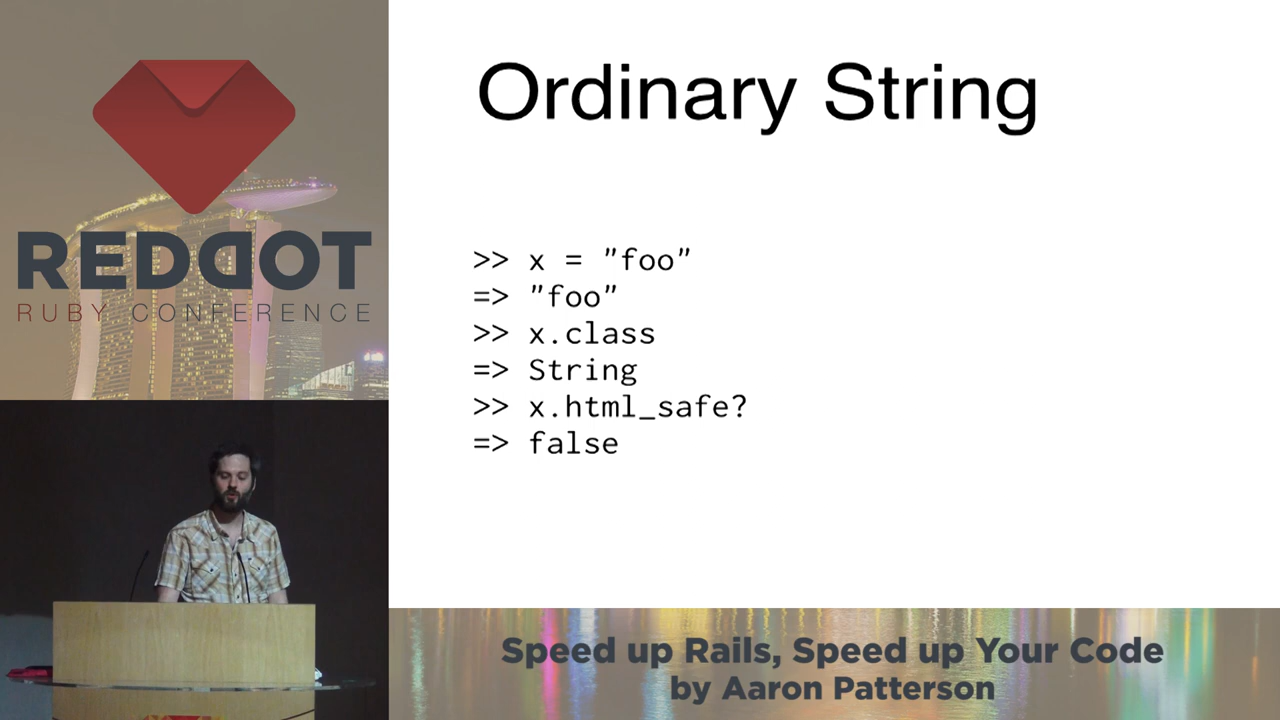 REDDOT
RUBY CONFERENCE
Ordinary String
>> x = "foo"
=> "foo"
>> x.class
=> String
>> x.html_safe?
=> false
Speed up Rails, Speed up Your Code
by Aaron Patterson